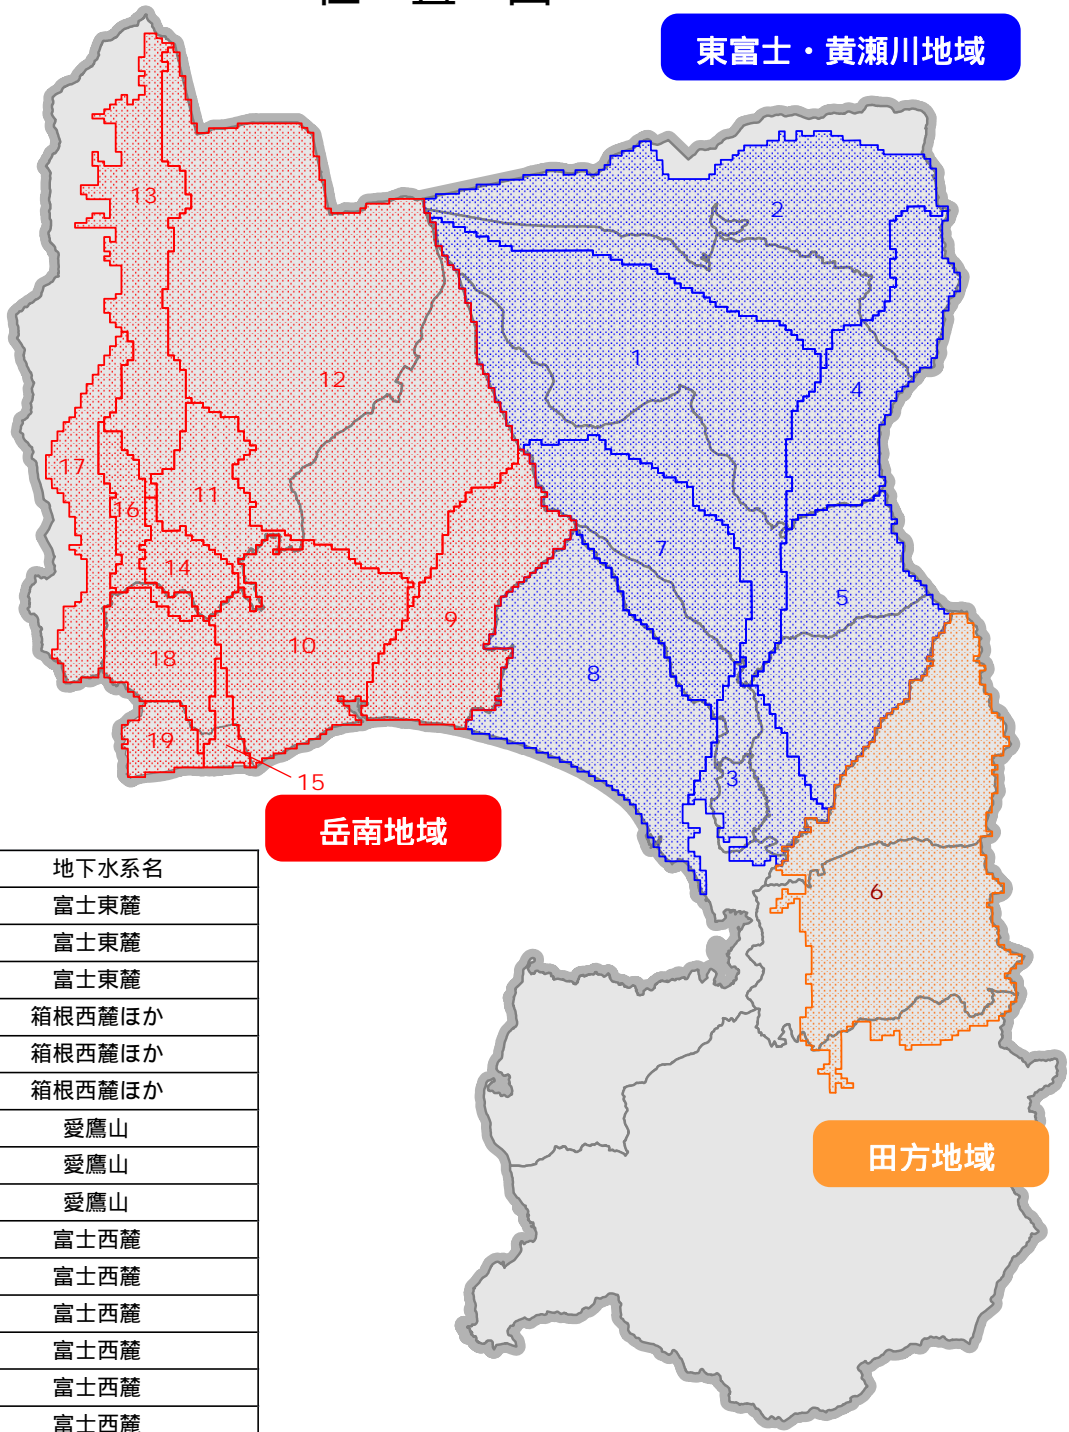 東富士・黄瀬川地域
13
2
12
1
4
17
11
16
7
14
5
9
10
18
8
19
15
3
岳南地域
6
田方地域
地下水系名
富士東麓
富士東麓
富士東麓
箱根西麓ほか
箱根西麓ほか
箱根西麓ほか
愛鷹山
愛鷹山
愛鷹山
富士西麓
富士西麓
富士西麓
富士西麓
富士西麓
富士西麓